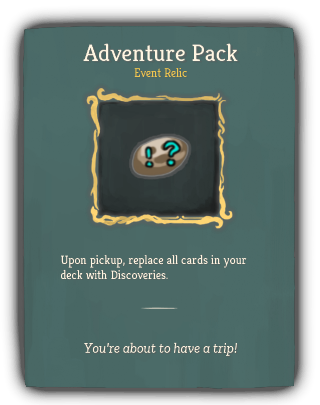 Adventure Pack
Event Relic
!?
Upon pickup, replace all cards in your
deck with Discoveries.
You're about to have a trip!